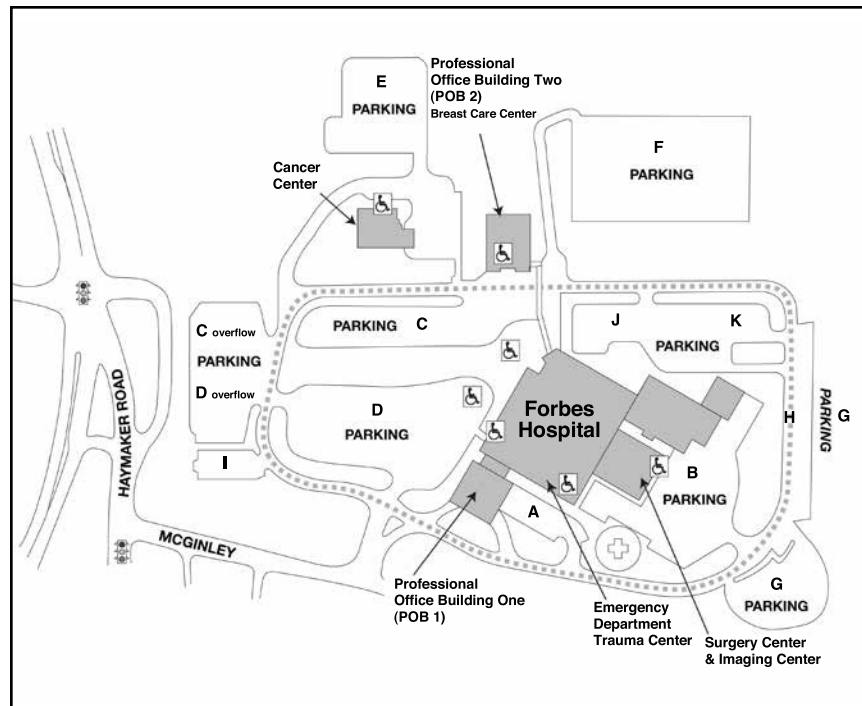 Professional
Office Building Two
(POB 2)
Breast Care Center
E
PARKING
F
PARKING
Cancer
Center
C overflow
PARKING
D overflow
PARKING C
J
K
PARKING
HAYMAKER ROAD
D
PARKING
Forbes
Hospital
H
PARKING
G
I
B
PARKING
A
MCGINLEY
G
PARKING
Professional
Office Building One
(POB 1)
Emergency
Department
Trauma Center
Surgery Center
& Imaging Center